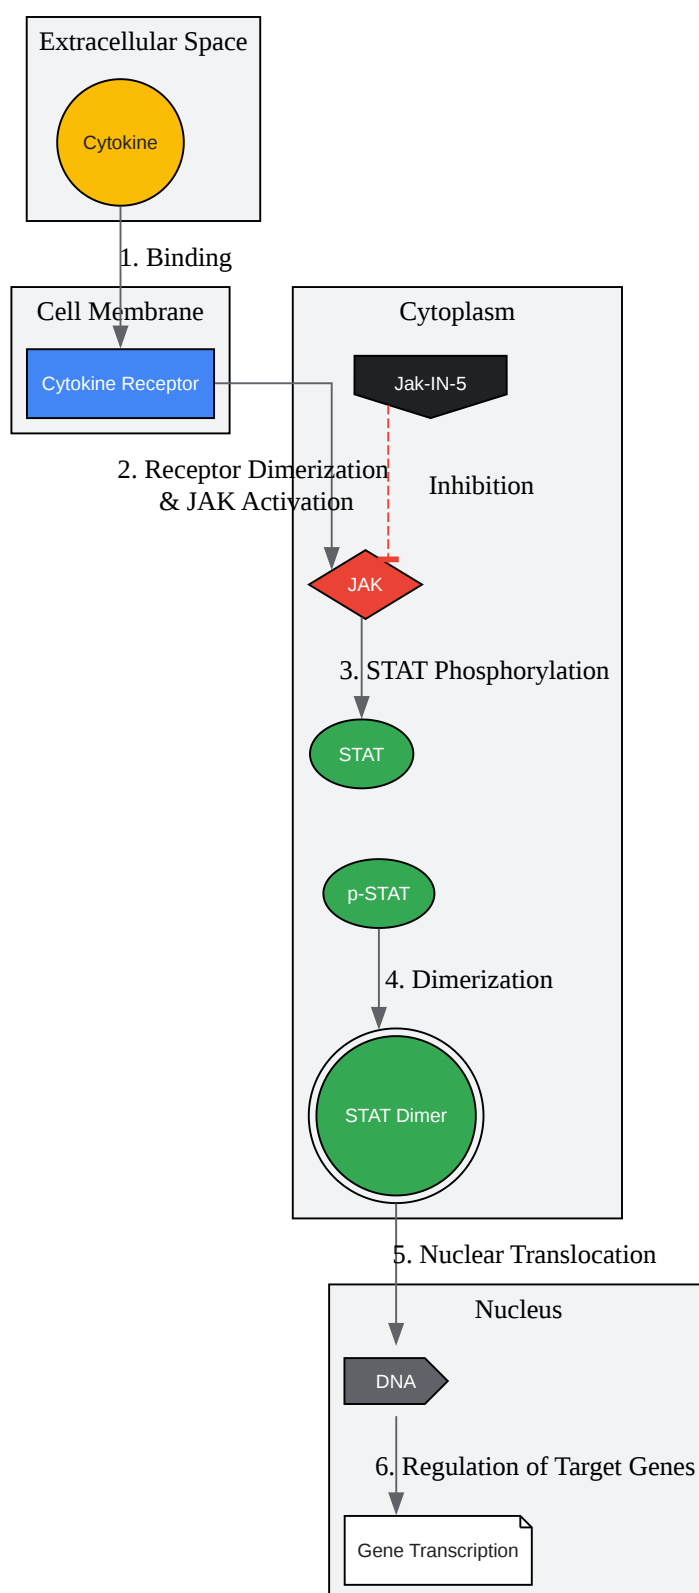 Extracellular Space
Cytokine
1. Binding
Cell Membrane
Cytokine Receptor
Cytoplasm
Jak-IN-5
2. Receptor Dimerization
& JAK Activation
Inhibition
JAK
3. STAT Phosphorylation
STAT
p-STAT
4. Dimerization
STAT Dimer
5. Nuclear Translocation
Nucleus
DNA
6. Regulation of Target Genes
Gene Transcription